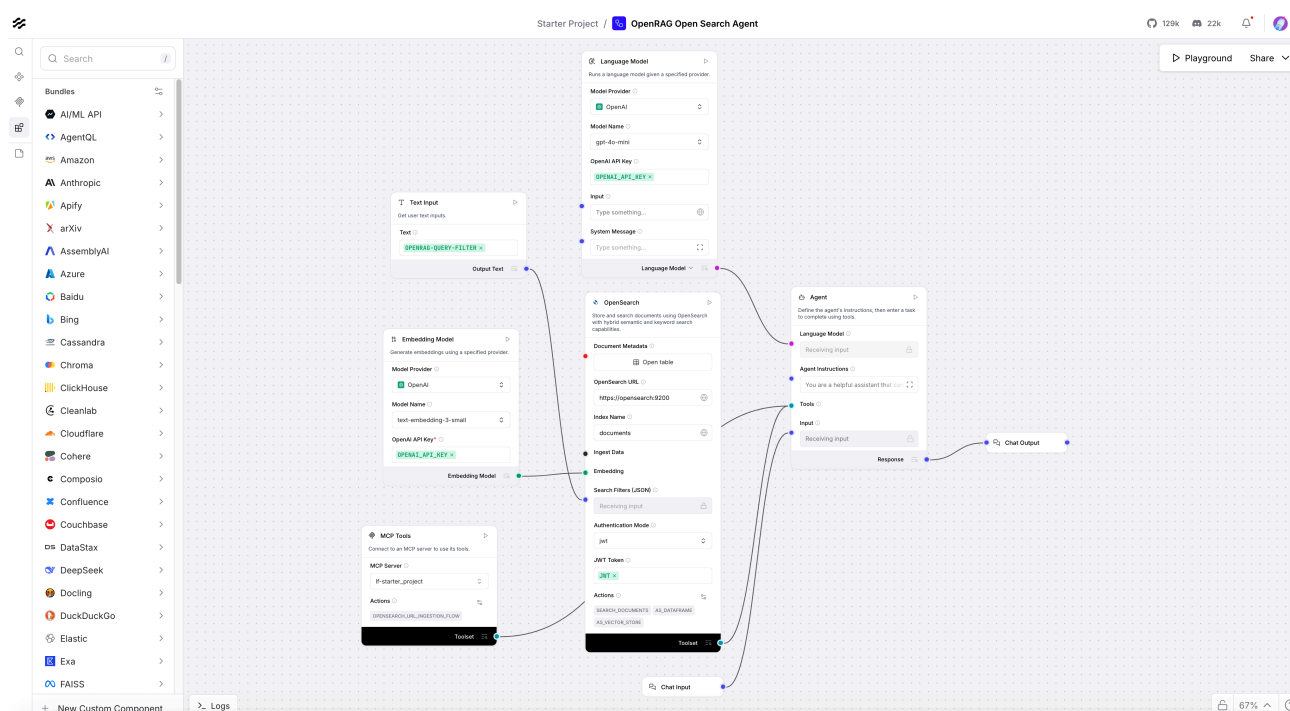 Starter Project / OpenRAG Open Search Agent
129k
22k
Search /
Playground
Share
Bundles
AI/ML API
AgentQL
aws Amazon
Anthropic
Apify
arXiv
AssemblyAI
Azure
Baidu
Bing
Cassandra
Chroma
ClickHouse
Cleanlab
Cloudflare
Cohere
Composio
Confluence
Couchbase
DS DataStax
DeepSeek
Docling
DuckDuckGo
Elastic
Exa
FAISS
+ New Custom Component
>_ Logs
67%
Language Model
Runs a language model given a specified provider.
Model Provider
OpenAI
Model Name
gpt-4o-mini
OpenAI API Key
OPENAI_API_KEY ×
Input
Type something...
System Message
Type something...
Language Model
Text Input
Get user text inputs.
Text
OPENRAG-QUERY-FILTER ×
Output Text
Embedding Model
Generate embeddings using a specified provider.
Model Provider
OpenAI
Model Name
text-embedding-3-small
OpenAI API Key*
OPENAI_API_KEY ×
Embedding Model
MCP Tools
Connect to an MCP server to use its tools.
MCP Server
lf-starter_project
Actions
OPENSEARCH_URL_INGESTION_FLOW
Toolset
OpenSearch
Store and search documents using OpenSearch
with hybrid semantic and keyword search
capabilities.
Document Metadata
Open table
OpenSearch URL
https://opensearch:9200
Index Name
documents
Ingest Data
Embedding
Search Filters (JSON)
Receiving input
Authentication Mode
jwt
JWT Token
JWT ×
Actions
SEARCH_DOCUMENTS AS_DATAFRAME
AS_VECTOR_STORE
Toolset
Chat Input
Agent
Define the agent's instructions, then enter a task
to complete using tools.
Language Model
Receiving input
Agent Instructions
You are a helpful assistant that
Tools
Input
Receiving input
Response
Chat Output